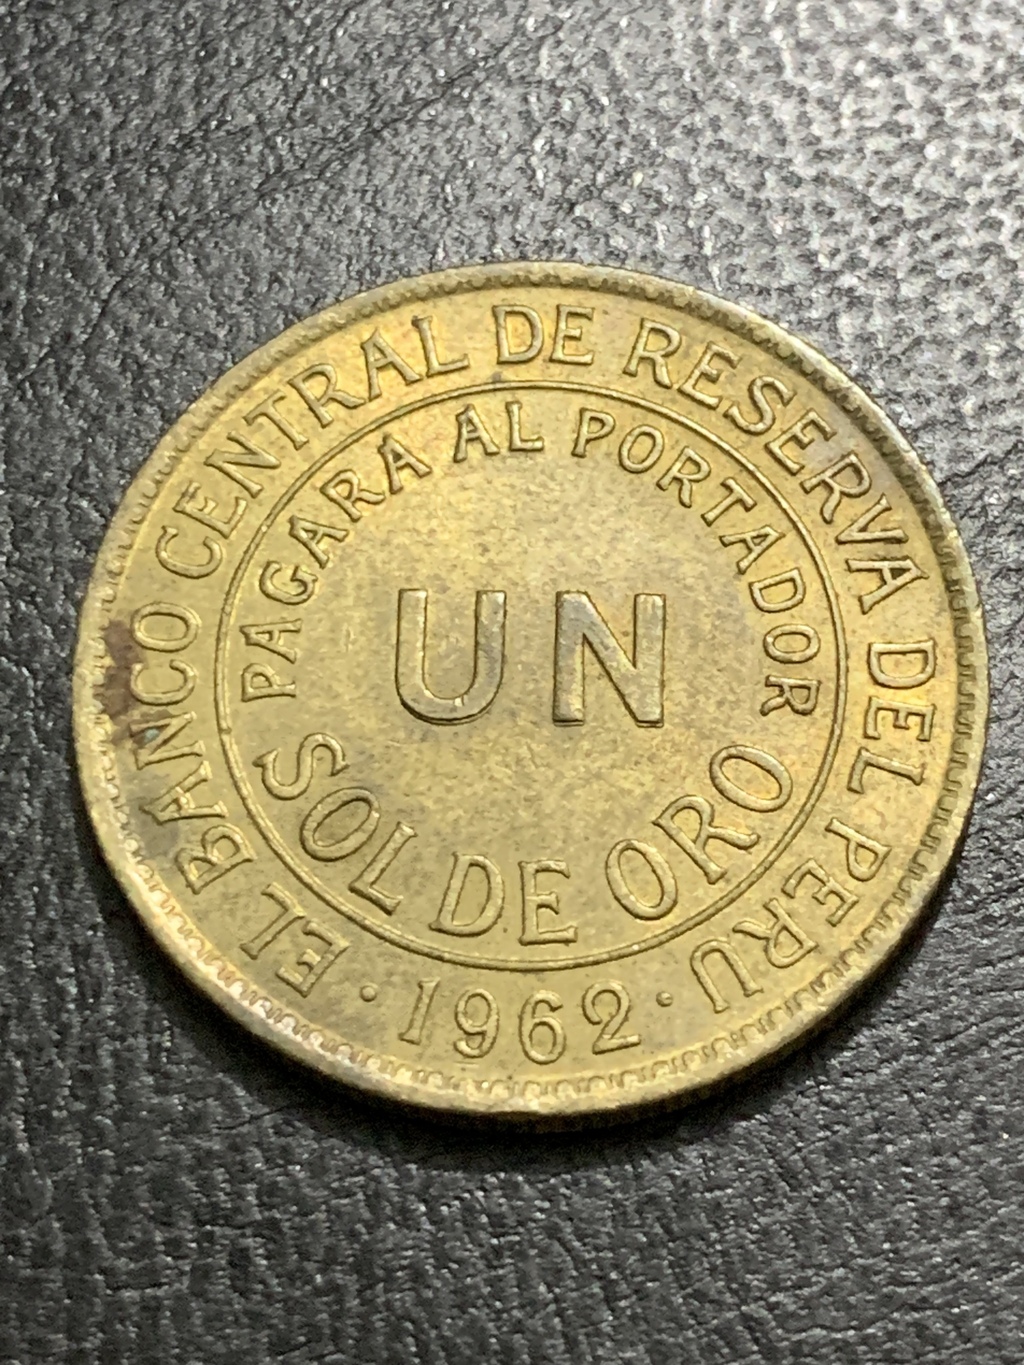 EL BANCO CENTRAL DE RESERVA DEL PERU
PAGARA AL PORTADOR
UN
SOL DE ORO
· 1962 ·